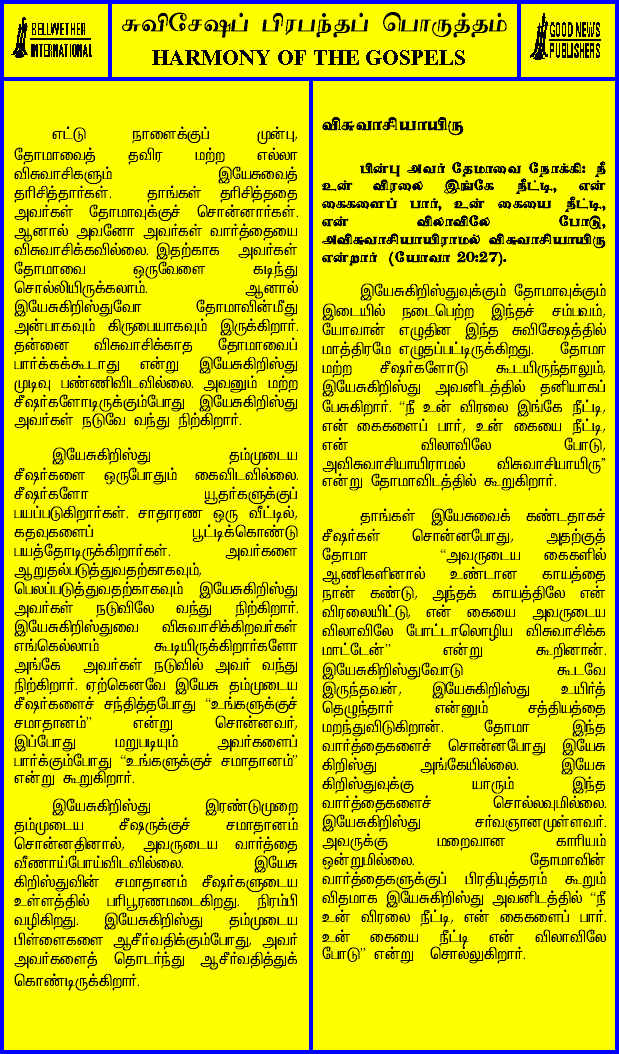 BELLWETHER
INTERNATIONAL
சுவிசேஷப் பிரபந்தப் பொருத்தம்
HARMONY OF THE GOSPELS
GOOD NEWS
PUBLISHERS
எட்டு நாளைக்குப் முன்பு,
தோமாவைத் தவிர மற்ற எல்லா
விசுவாசிகளும் இயேசுவைத்
தரிசித்தார்கள். தாங்கள் தரிசித்ததை
அவர்கள் தோமாவுக்குச் சொன்னார்கள்.
ஆனால் அவனோ அவர்கள் வார்த்தையை
விசுவாசிக்கவில்லை. இதற்காக அவர்கள்
தோமாவை ஒருவேளை கடிந்து
சொல்லியிருக்கலாம். ஆனால்
இயேசுகிறிஸ்துவோ தோமாவின்மீது
அன்பாகவும் கிருபையாகவும் இருக்கிறார்.
தன்னை விசுவாசிக்காத தோமாவைப்
பார்க்கக்கூடாது என்று இயேசுகிறிஸ்து
முடிவு பண்ணிவிடவில்லை. அவனும் மற்ற
சீஷர்களோடிருக்கும்போது இயேசுகிறிஸ்து
அவர்கள் நடுவே வந்து நிற்கிறார்.
இயேசுகிறிஸ்து தம்முடைய
சீஷர்களை ஒருபோதும் கைவிடவில்லை.
சீஷர்களோ யூதர்களுக்குப்
பயப்படுகிறார்கள். சாதாரண ஒரு வீட்டில்,
கதவுகளைப் பூட்டிக்கொண்டு
பயத்தோடிருக்கிறார்கள். அவர்களை
ஆறுதல்படுத்துவதற்காகவும்,
பெலப்படுத்துவதற்காகவும் இயேசுகிறிஸ்து
அவர்கள் நடுவிலே வந்து நிற்கிறார்.
இயேசுகிறிஸ்துவை விசுவாசிக்கிறவர்கள்
எங்கெல்லாம் கூடியிருக்கிறார்களோ
அங்கே அவர்கள் நடுவில் அவர் வந்து
நிற்கிறார். ஏற்கெனவே இயேசு தம்முடைய
சீஷர்களைச் சந்தித்தபோது “உங்களுக்குச்
சமாதானம்” என்று சொன்னவர்,
இப்போது மறுபடியும் அவர்களைப்
பார்க்கும்போது “உங்களுக்குச் சமாதானம்”
என்று கூறுகிறார்.
இயேசுகிறிஸ்து இரண்டுமுறை
தம்முடைய சீஷருக்குச் சமாதானம்
சொன்னதினால், அவருடைய வார்த்தை
வீணாய்போய்விடவில்லை. இயேசு
கிறிஸ்துவின் சமாதானம் சீஷர்களுடைய
உள்ளத்தில் பரிபூரணமடைகிறது. நிரம்பி
வழிகிறது. இயேசுகிறிஸ்து தம்முடைய
பிள்ளைகளை ஆசீர்வதிக்கும்போது, அவர்
அவர்களைத் தொடர்ந்து ஆசீர்வதித்துக்
கொண்டிருக்கிறார்.
விசுவாசியாயிரு
பின்பு அவர் தேமாவை நோக்கி: நீ
உன் விரலை இங்கே நீட்டி, என்
கைகளைப் பார், உன் கையை நீட்டி,
என் விலாவிலே போடு,
அவிசுவாசியாயிராமல் விசுவாசியாயிரு
என்றார் (யோவா 20:27).
இயேசுகிறிஸ்துவுக்கும் தோமாவுக்கும்
இடையில் நடைபெற்ற இந்தச் சம்பவம்,
யோவான் எழுதின இந்த சுவிசேஷத்தில்
மாத்திரமே எழுதப்பட்டிருக்கிறது. தோமா
மற்ற சீஷர்களோடு கூடயிருந்தாலும்,
இயேசுகிறிஸ்து அவனிடத்தில் தனியாகப்
பேசுகிறார். “நீ உன் விரலை இங்கே நீட்டி,
என் கைகளைப் பார், உன் கையை நீட்டி,
என் விலாவிலே போடு,
அவிசுவாசியாயிராமல் விசுவாசியாயிரு”
என்று தோமாவிடத்தில் கூறுகிறார்.
தாங்கள் இயேசுவைக் கண்டதாகச்
சீஷர்கள் சொன்னபோது, அதற்குத்
தோமா “அவருடைய கைகளில்
ஆணிகளினால் உண்டான காயத்தை
நான் கண்டு, அந்தக் காயத்திலே என்
விரலையிட்டு, என் கையை அவருடைய
விலாவிலே போட்டாலொழிய விசுவாசிக்க
மாட்டேன்” என்று கூறினான்.
இயேசுகிறிஸ்துவோடு கூடவே
இருந்தவன், இயேசுகிறிஸ்து உயிர்த்
தெழுந்தார் என்னும் சத்தியத்தை
மறந்துவிடுகிறான். தோமா இந்த
வார்த்தைகளைச் சொன்னபோது இயேசு
கிறிஸ்து அங்கேயில்லை. இயேசு
கிறிஸ்துவுக்கு யாரும் இந்த
வார்த்தைகளைச் சொல்லவுமில்லை.
இயேசுகிறிஸ்து சர்வஞானமுள்ளவர்.
அவருக்கு மறைவான காரியம்
ஒன்றுமில்லை. தோமாவின்
வார்த்தைகளுக்குப் பிரதியுத்தரம் கூறும்
விதமாக இயேசுகிறிஸ்து அவனிடத்தில் “நீ
உன் விரலை நீட்டி, என் கைகளைப் பார்.
உன் கையை நீட்டி என் விலாவிலே
போடு” என்று சொல்லுகிறார்.